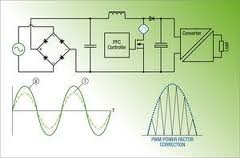 Converter
PFC
Controller
LOAD
V
I
T
PWM POWER FACTOR
CORRECTION